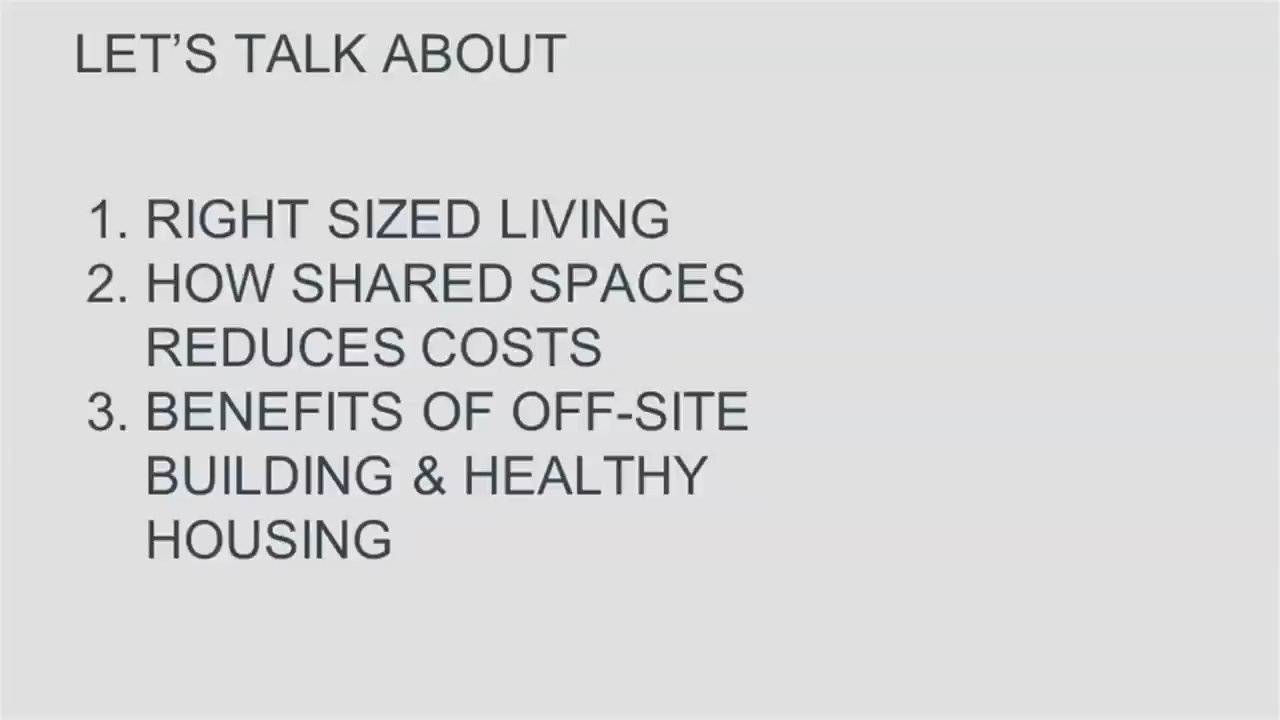 LET’S TALK ABOUT
1. RIGHT SIZED LIVING
2. HOW SHARED SPACES
REDUCES COSTS
3. BENEFITS OF OFF-SITE
BUILDING & HEALTHY
HOUSING